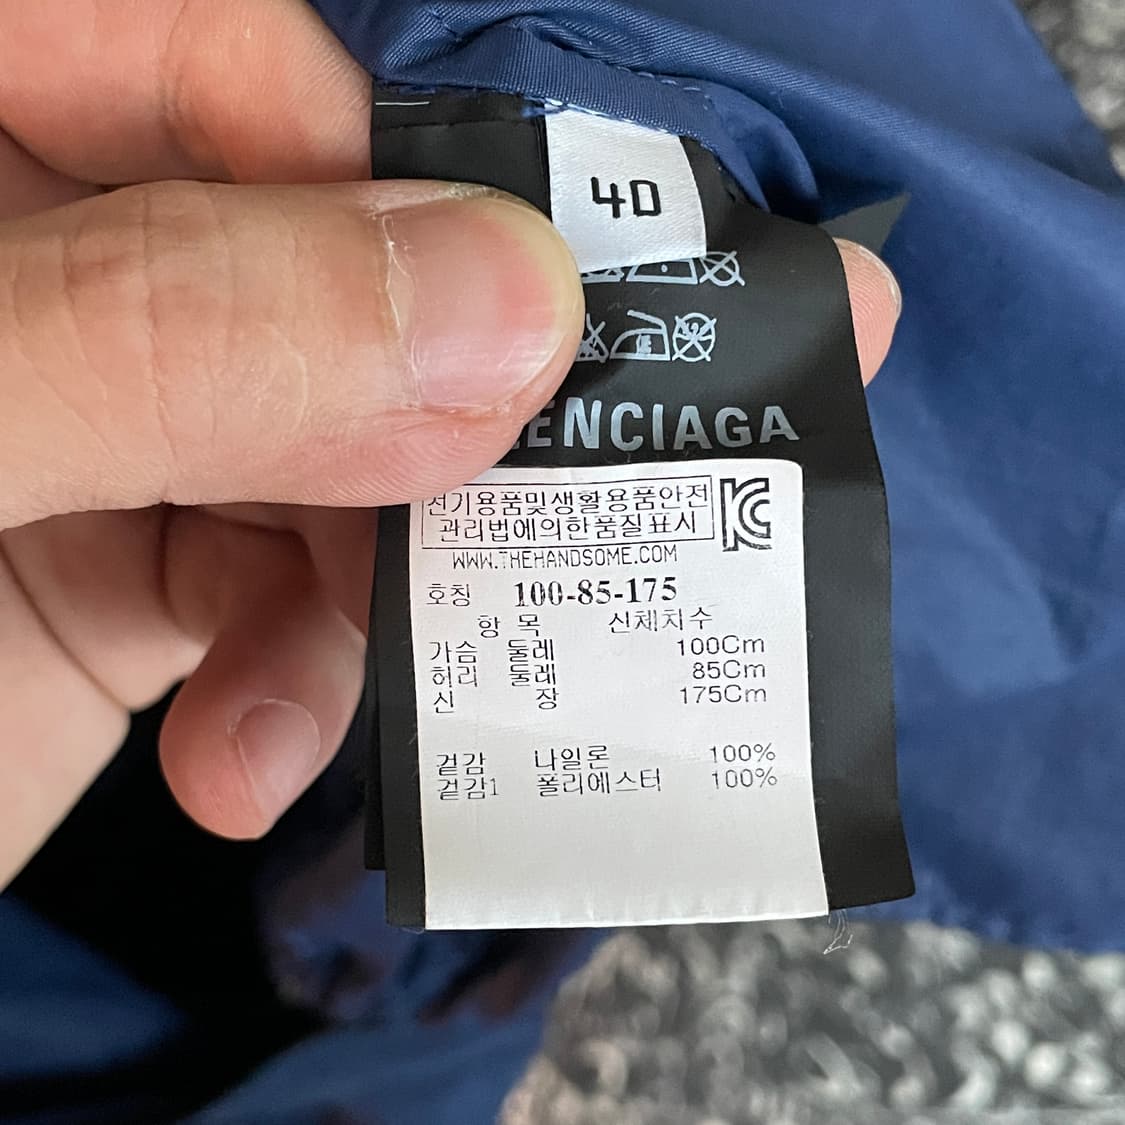 40
ENCIAGA
전기용품및생활용품안전
관리법에의한품질표시
WWW.THEHANDSOME.COM
호칭 100-85-175
항 목 신체치수
가슴 둘레 100Cm
허리 둘레 85Cm
신 장 175Cm
겉감 나일론 100%
겉감1 폴리에스터 100%